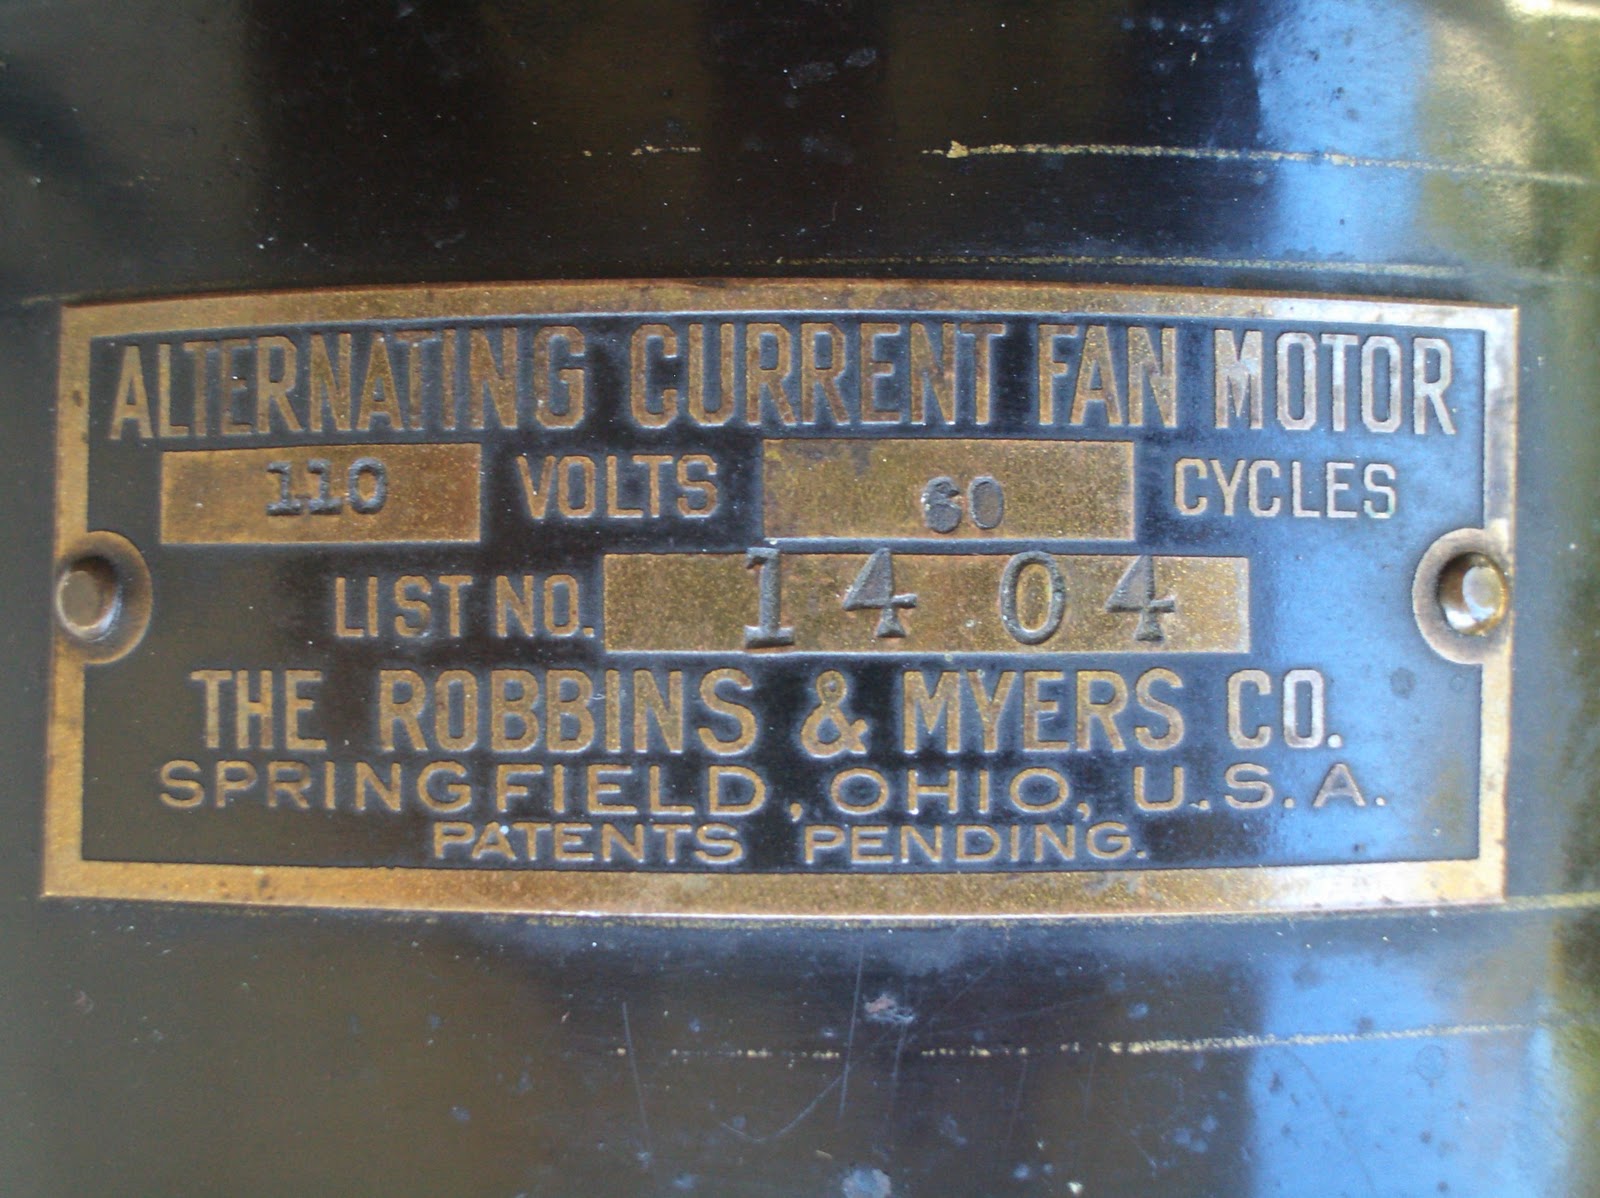 ALTERNATING CURRENT FAN MOTOR
110 VOLTS 60 CYCLES
LIST NO. 1404
THE ROBBINS & MYERS CO.
SPRINGFIELD, OHIO, U.S.A.
PATENTS PENDING.